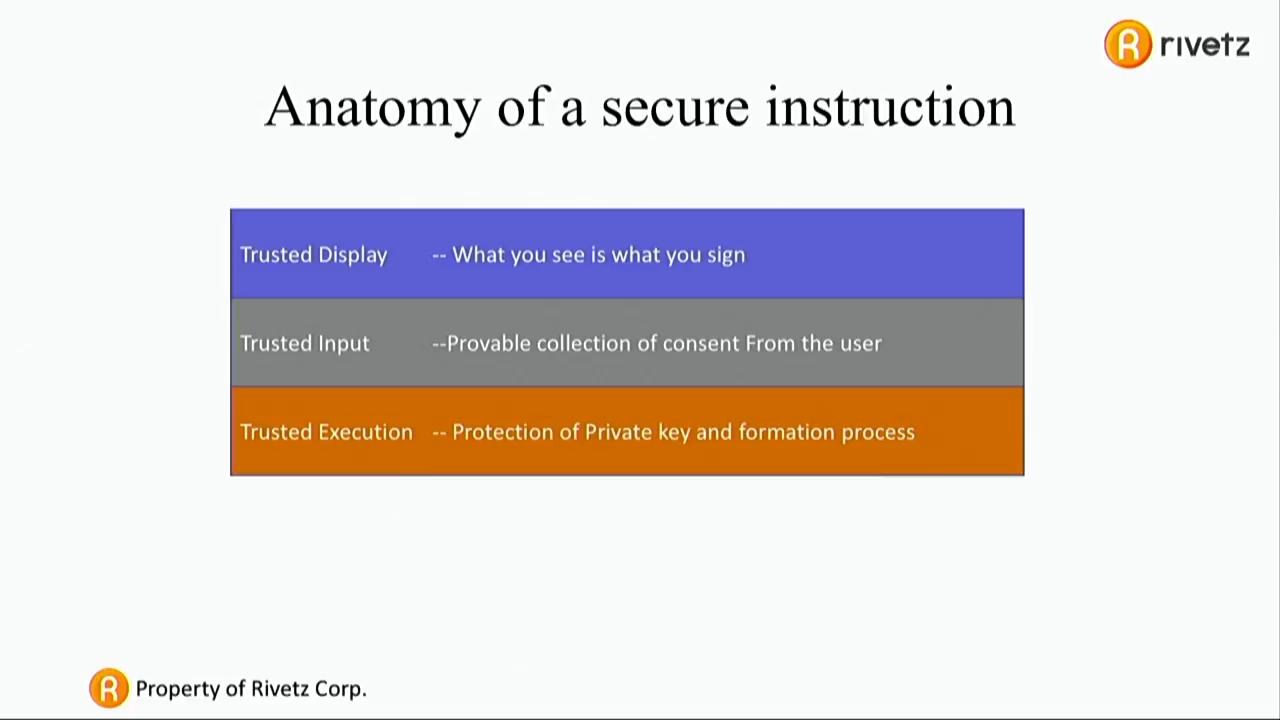 rivetz
Anatomy of a secure instruction
Trusted Display -- What you see is what you sign
Trusted Input --Provable collection of consent From the user
Trusted Execution -- Protection of Private key and formation process
Property of Rivetz Corp.